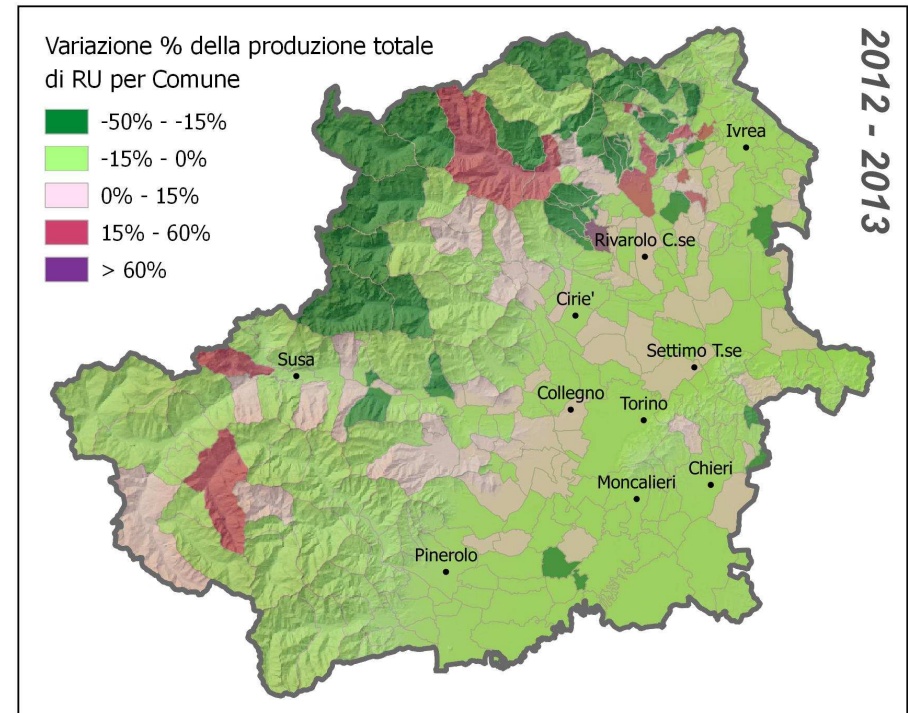 Variazione % della produzione totale
di RU per Comune
-50% - -15%
-15% - 0%
0% - 15%
15% - 60%
> 60%
2012 - 2013
Ivrea
Rivarolo C.se
Cirie'
Settimo T.se
Susa
Collegno
Torino
Chieri
Moncalieri
Pinerolo